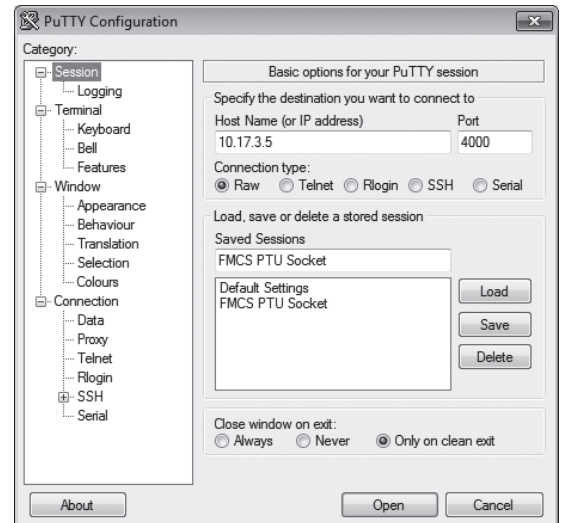 PuTTY Configuration
Category:
Session
Logging
Terminal
Keyboard
Bell
Features
Window
Appearance
Behaviour
Translation
Selection
Colours
Connection
Data
Proxy
Telnet
Rlogin
SSH
Serial
Basic options for your PuTTY session
Specify the destination you want to connect to
Host Name (or IP address) Port
10.17.3.5 4000
Connection type:
Raw Telnet Rlogin SSH Serial
Load, save or delete a stored session
Saved Sessions
FMCS PTU Socket
Default Settings
FMCS PTU Socket
Load
Save
Delete
Close window on exit:
Always Never Only on clean exit
About Open Cancel